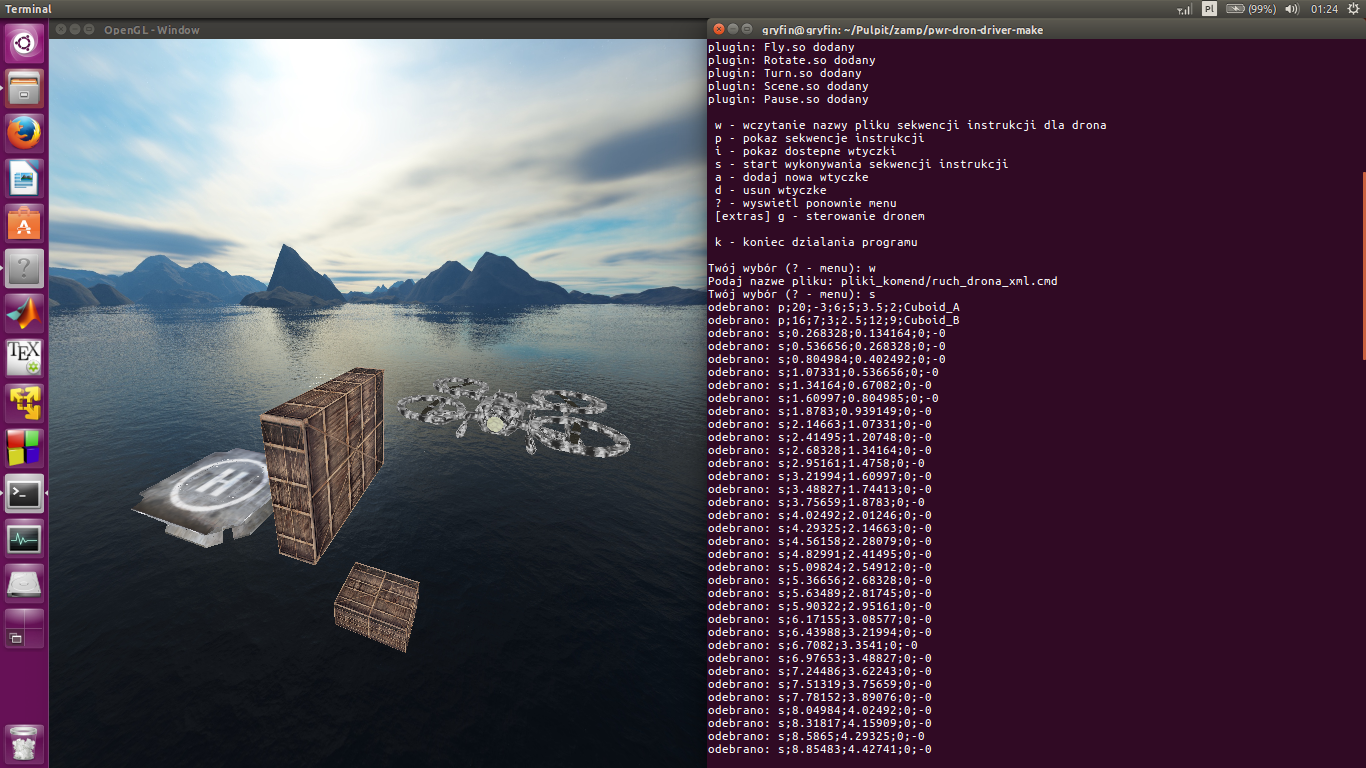 Terminal
Pl
(99%)
01:24
OpenGL - Window
gryfin@gryfin: ~/Pulpit/zamp/pwr-dron-driver-make
plugin: Fly.so dodany
plugin: Rotate.so dodany
plugin: Turn.so dodany
plugin: Scene.so dodany
plugin: Pause.so dodany
w - wczytanie nazwy pliku sekwencji instrukcji dla drona
p - pokaz sekwencje instrukcji
i - pokaz dostepne wtyczki
s - start wykonywania sekwencji instrukcji
a - dodaj nowa wtyczke
d - usun wtyczke
? - wyswietl ponownie menu
[extras] g - sterowanie dronem
k - koniec dzialania programu
Twój wybór (? - menu): w
Podaj nazwe pliku: pliki_komend/ruch_drona_xml.cmd
Twój wybór (? - menu): s
odebrano: p;20;-3;6;5;3.5;2;Cuboid_A
odebrano: p;16;7;3;2.5;12;9;Cuboid_B
odebrano: s;0.268328;0.134164;0;-0
odebrano: s;0.536656;0.268328;0;-0
odebrano: s;0.804984;0.402492;0;-0
odebrano: s;1.07331;0.536656;0;-0
odebrano: s;1.34164;0.67082;0;-0
odebrano: s;1.60997;0.804985;0;-0
odebrano: s;1.8783;0.939149;0;-0
odebrano: s;2.14663;1.07331;0;-0
odebrano: s;2.41495;1.20748;0;-0
odebrano: s;2.68328;1.34164;0;-0
odebrano: s;2.95161;1.4758;0;-0
odebrano: s;3.21994;1.60997;0;-0
odebrano: s;3.48827;1.74413;0;-0
odebrano: s;3.75659;1.8783;0;-0
odebrano: s;4.02492;2.01246;0;-0
odebrano: s;4.29325;2.14663;0;-0
odebrano: s;4.56158;2.28079;0;-0
odebrano: s;4.82991;2.41495;0;-0
odebrano: s;5.09824;2.54912;0;-0
odebrano: s;5.36656;2.68328;0;-0
odebrano: s;5.63489;2.81745;0;-0
odebrano: s;5.90322;2.95161;0;-0
odebrano: s;6.17155;3.08577;0;-0
odebrano: s;6.43988;3.21994;0;-0
odebrano: s;6.7082;3.3541;0;-0
odebrano: s;6.97653;3.48827;0;-0
odebrano: s;7.24486;3.62243;0;-0
odebrano: s;7.51319;3.75659;0;-0
odebrano: s;7.78152;3.89076;0;-0
odebrano: s;8.04984;4.02492;0;-0
odebrano: s;8.31817;4.15909;0;-0
odebrano: s;8.5865;4.29325;0;-0
odebrano: s;8.85483;4.42741;0;-0
A
?
TEX
>_
H